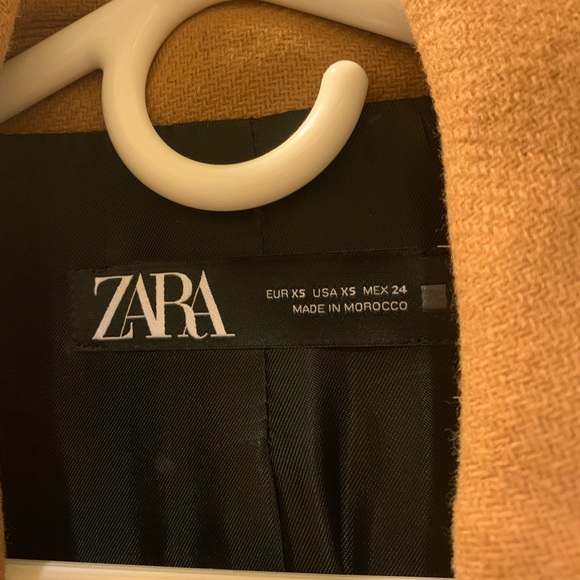 ZARA
EUR XS USA XS MEX 24
MADE IN MOROCCO